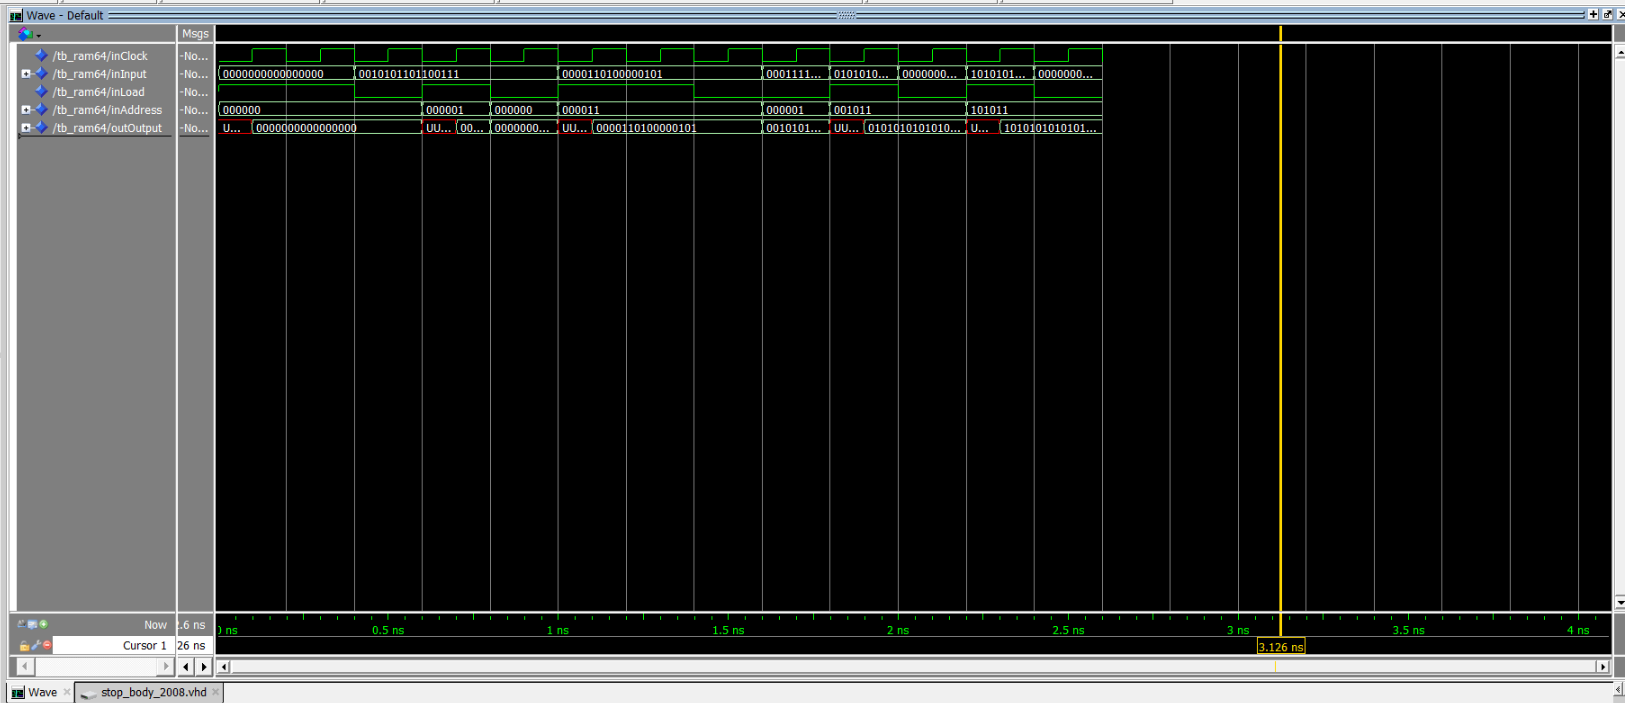 Wave - Default
Msgs
/tb_ram64/inClock -No...
/tb_ram64/inInput -No... 0000000000000000 0010101101100111 0000110100000101 0001111... 0101010... 0000000... 1010101... 0000000...
/tb_ram64/inLoad -No...
/tb_ram64/inAddress -No... 000000 000001 000000 000011 000001 001011 101011
/tb_ram64/outOutput -No... U... 0000000000000000 UU... 00... 0000000... UU... 0000110100000101 0010101... UU... 0101010101010... U... 1010101010101...
Now 2.6 ns 0 ns 0.5 ns 1 ns 1.5 ns 2 ns 2.5 ns 3 ns 3.5 ns 4 ns
Cursor 1 26 ns 3.126 ns
Wave stop_body_2008.vhd